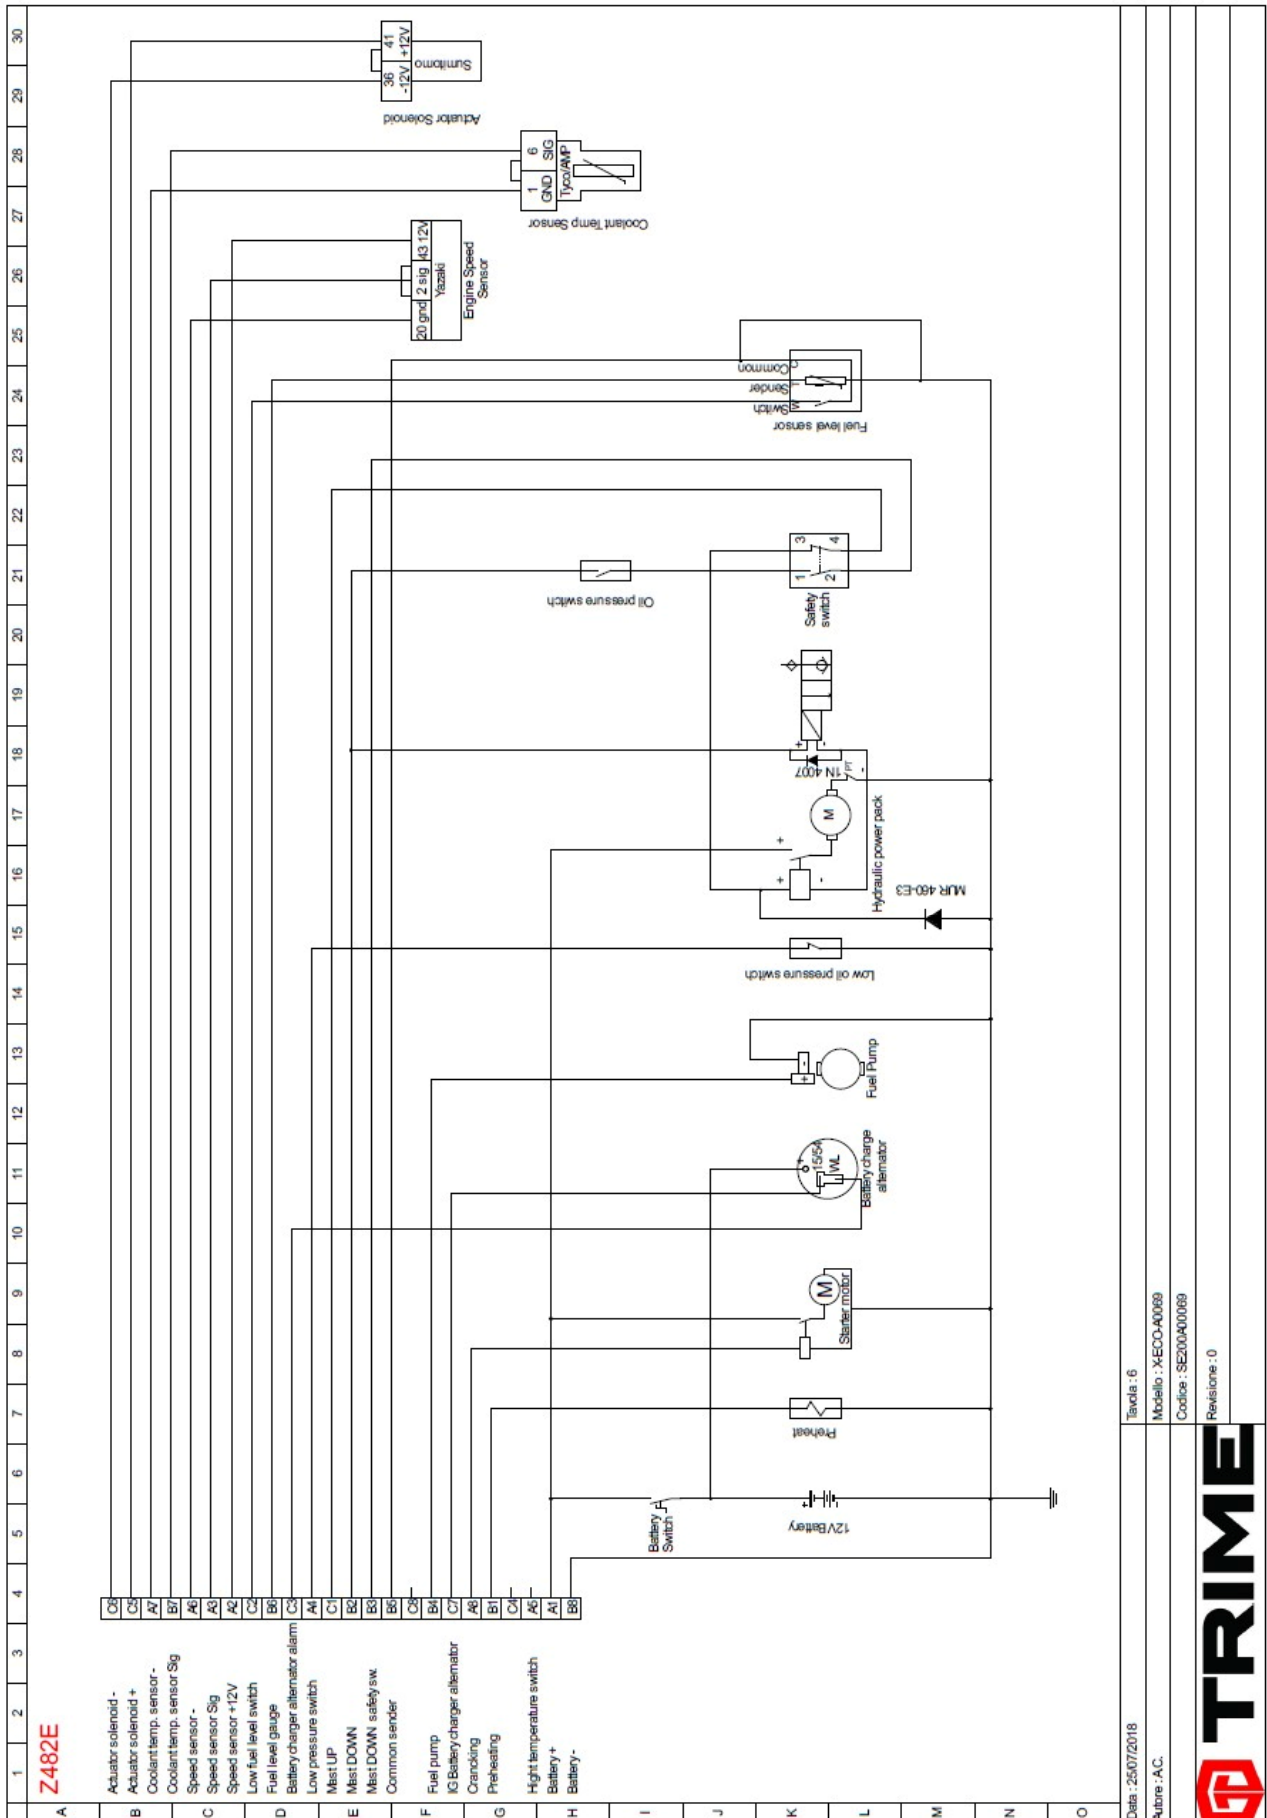 30
29
28
27
26
25
24
23
22
21
20
19
18
17
16
15
14
13
12
11
10
9
8
7
6
5
4
3
2
1
A
B
C
D
E
F
G
H
I
J
K
L
M
N
O
Z482E
Actuator solenoid -
Actuator solenoid +
Coolant temp. sensor -
Coolant temp. sensor Sig
Speed sensor -
Speed sensor Sig
Speed sensor +12V
Low fuel level switch
Fuel level gauge
Battery charger alternator alarm
Low pressure switch
Mast UP
Mast DOWN
Mast DOWN safety sw.
Common sender
Fuel pump
IG Battery charger alternator
Crancking
Preheating
Hight temperature switch
Battery +
Battery -
C6
C5
A7
B7
A6
A3
A2
C2
B6
C3
A4
C1
B2
B3
B5
C8
B4
C7
A8
B1
C4
A5
A1
B8
36 41
-12V +12V
Sumitomo
Actuator Solenoid
1 6
GND SIG
Tyco/AMP
Coolant Temp Sensor
20 gnd 2 sig 43 12V
Yazaki
Engine Speed
Sensor
Common
Sender
Switch
C
T
W
Fuel level sensor
Oil pressure switch
1 3
2 4
Safety
switch
+
-
1N 4007
PT
-
M
+
+
-
Hydraulic power pack
MUR 460-E3
Low oil pressure switch
+ -
Fuel Pump
+
15/54
WL
Battery charge
alternator
M
Starter motor
Preheat
Battery
Switch
+
12V Battery
Data : 25/07/2018
Autore : A.C.
Tavola : 6
Modello : X-ECO-A0069
Codice : SE200A00069
Revisione : 0
TRIME